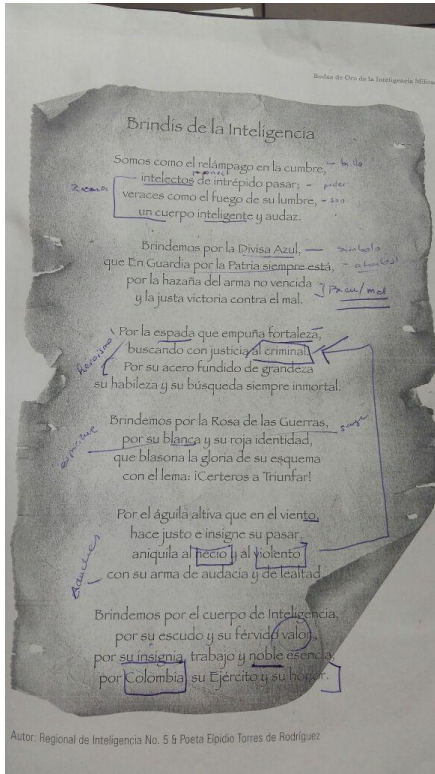 Bodas de Oro de la Inteligencia Militar
Brindis de la Inteligencia
Somos como el relámpago en la cumbre,
intelectos de intrépido pasar;
veraces como el fuego de su lumbre,
un cuerpo inteligente y audaz.
Brindemos por la Divisa Azul, símbolo
que En Guardia por la Patria siempre está,
por la hazaña del arma no vencida
y la justa victoria contra el mal.
Por la espada que empuña fortaleza,
buscando con justicia al criminal.
Por su acero fundido de grandeza
su habileza y su búsqueda siempre inmortal.
Brindemos por la Rosa de las Guerras, sangre
por su blanca y su roja identidad,
que blasona la gloria de su esquema
con el lema: ¡Certeros a Triunfar!
Por el águila altiva que en el viento,
hace justo e insigne su pasar,
aniquila al necio y al violento
con su arma de audacia y de lealtad.
Brindemos por el cuerpo de Inteligencia,
por su escudo y su férvido valor,
por su insignia, trabajo y noble esencia,
por Colombia, su Ejército y su honor.
Autor: Regional de Inteligencia No. 5 & Poeta Elpidio Torres de Rodríguez